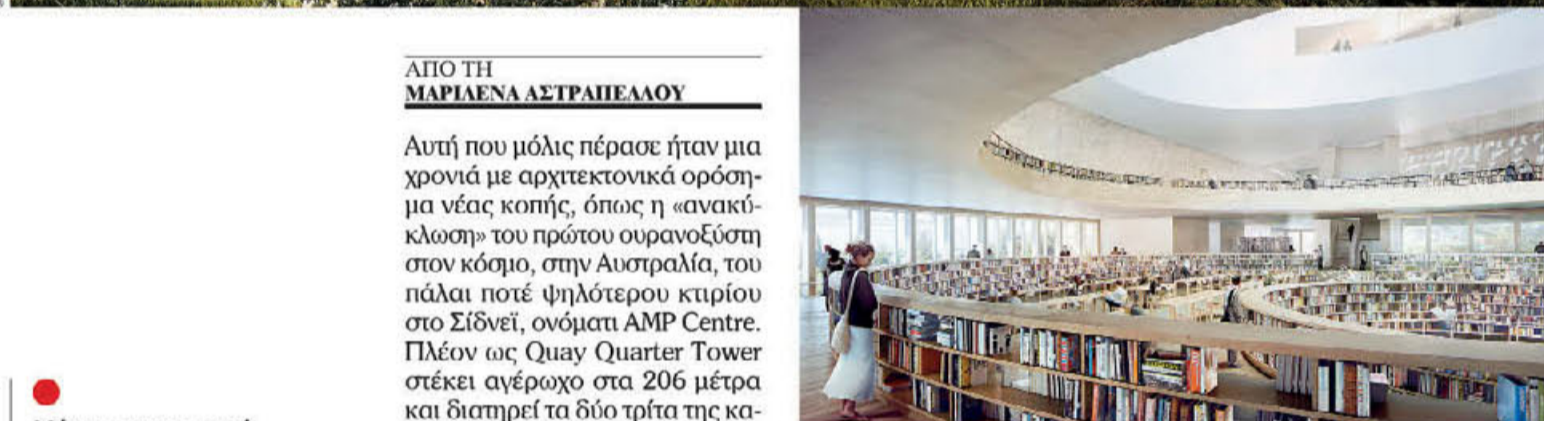 ΑΠΟ ΤΗ
ΜΑΡΙΛΕΝΑ ΑΣΤΡΑΠΕΛΛΟΥ
Αυτή που μόλις πέρασε ήταν μια
χρονιά με αρχιτεκτονικά ορόση-
μα νέας κοπής, όπως η «ανακύ-
κλωση» του πρώτου ουρανοξύστη
στον κόσμο, στην Αυστραλία, του
πάλαι ποτέ ψηλότερου κτιρίου
στο Σίδνεϊ, ονόματι AMP Centre.
Πλέον ως Quay Quarter Tower
στέκει αγέρωχο στα 206 μέτρα
και διατηρεί τα δύο τρίτα της κα-